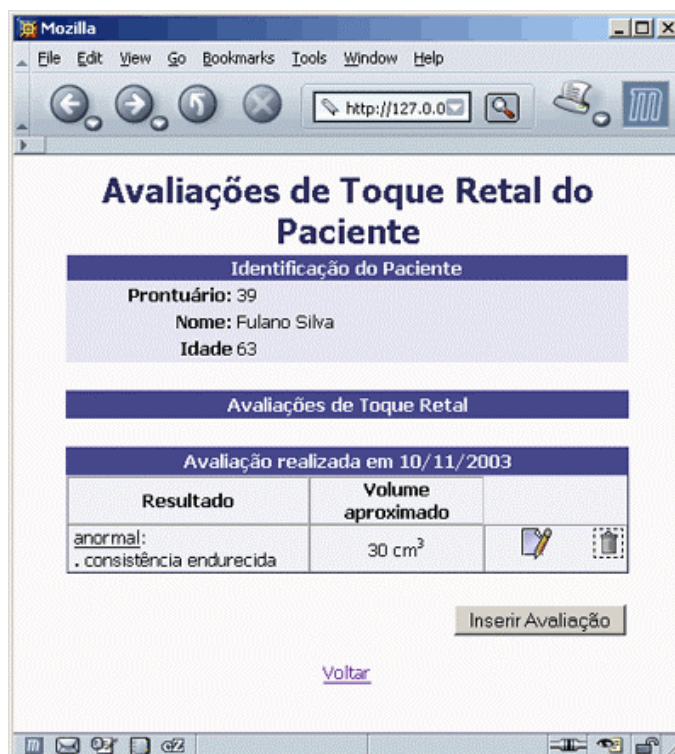 Mozilla
File Edit View Go Bookmarks Tools Window Help
http://127.0.0
Avaliações de Toque Retal do
Paciente
Identificação do Paciente
Prontuário: 39
Nome: Fulano Silva
Idade 63
Avaliações de Toque Retal
Avaliação realizada em 10/11/2003
Resultado Volume
aproximado
anormal:
. consistência endurecida 30 cm³
Inserir Avaliação
Voltar